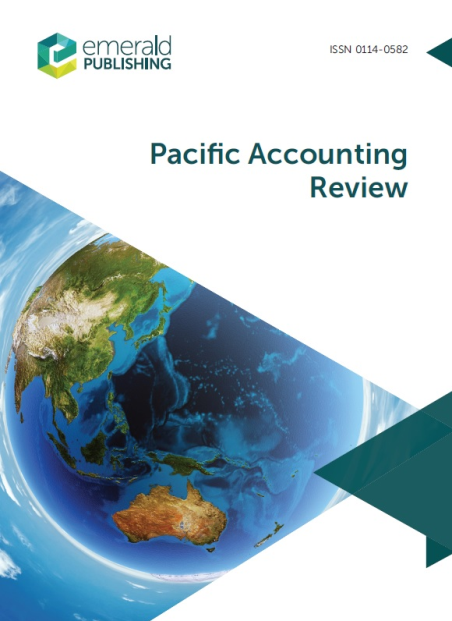 emerald
PUBLISHING
ISSN 0114-0582
Pacific Accounting
Review